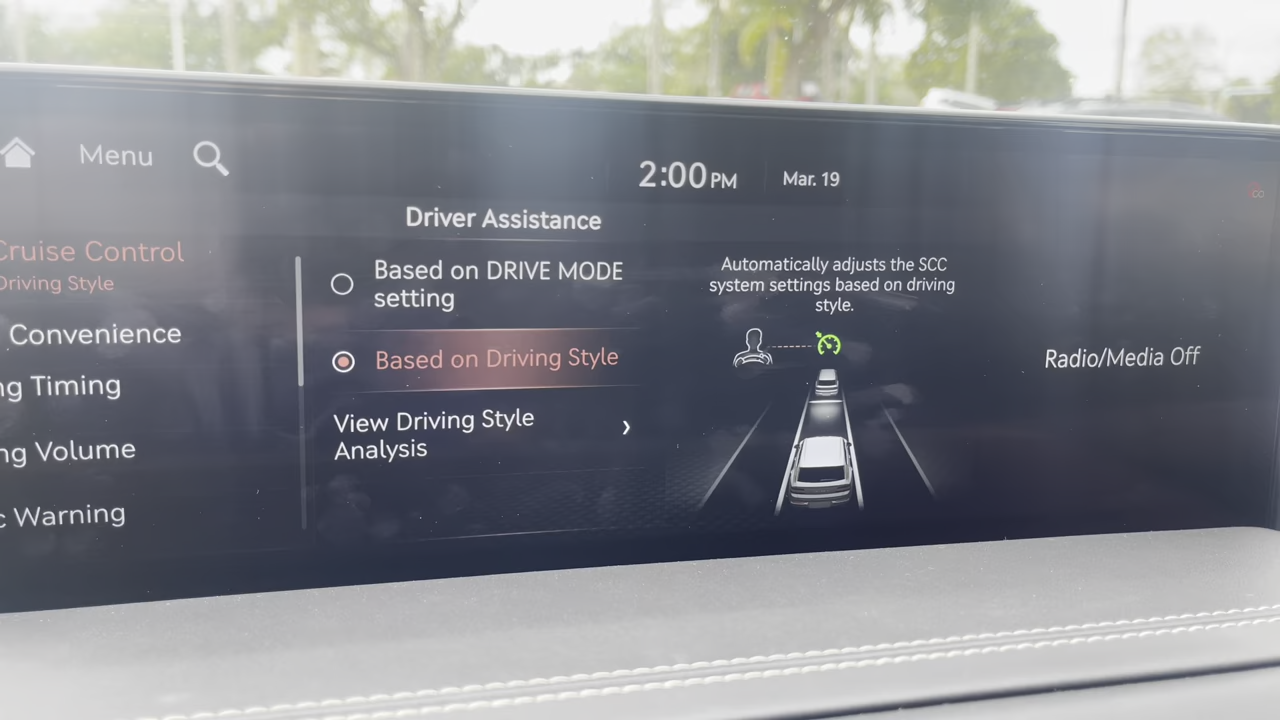 Menu
2:00 PM
Mar. 19
Driver Assistance
Cruise Control
Driving Style
Convenience
ng Timing
ng Volume
c Warning
Based on DRIVE MODE
setting
Based on Driving Style
View Driving Style
Analysis
Automatically adjusts the SCC
system settings based on driving
style.
Radio/Media Off